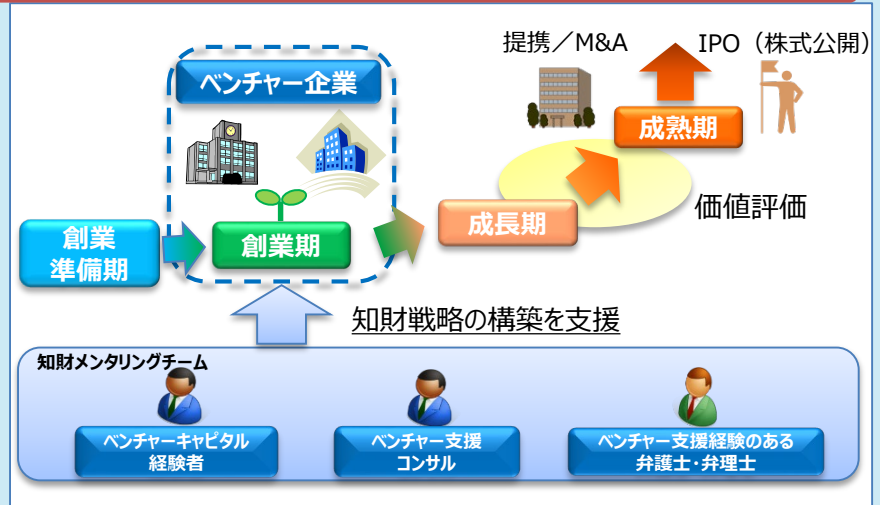 提携／M&A
IPO（株式公開）
ベンチャー企業
成熟期
価値評価
成長期
創業期
創業
準備期
知財戦略の構築を支援
知財メンタリングチーム
ベンチャーキャピタル
経験者
ベンチャー支援
コンサル
ベンチャー支援経験のある
弁護士・弁理士